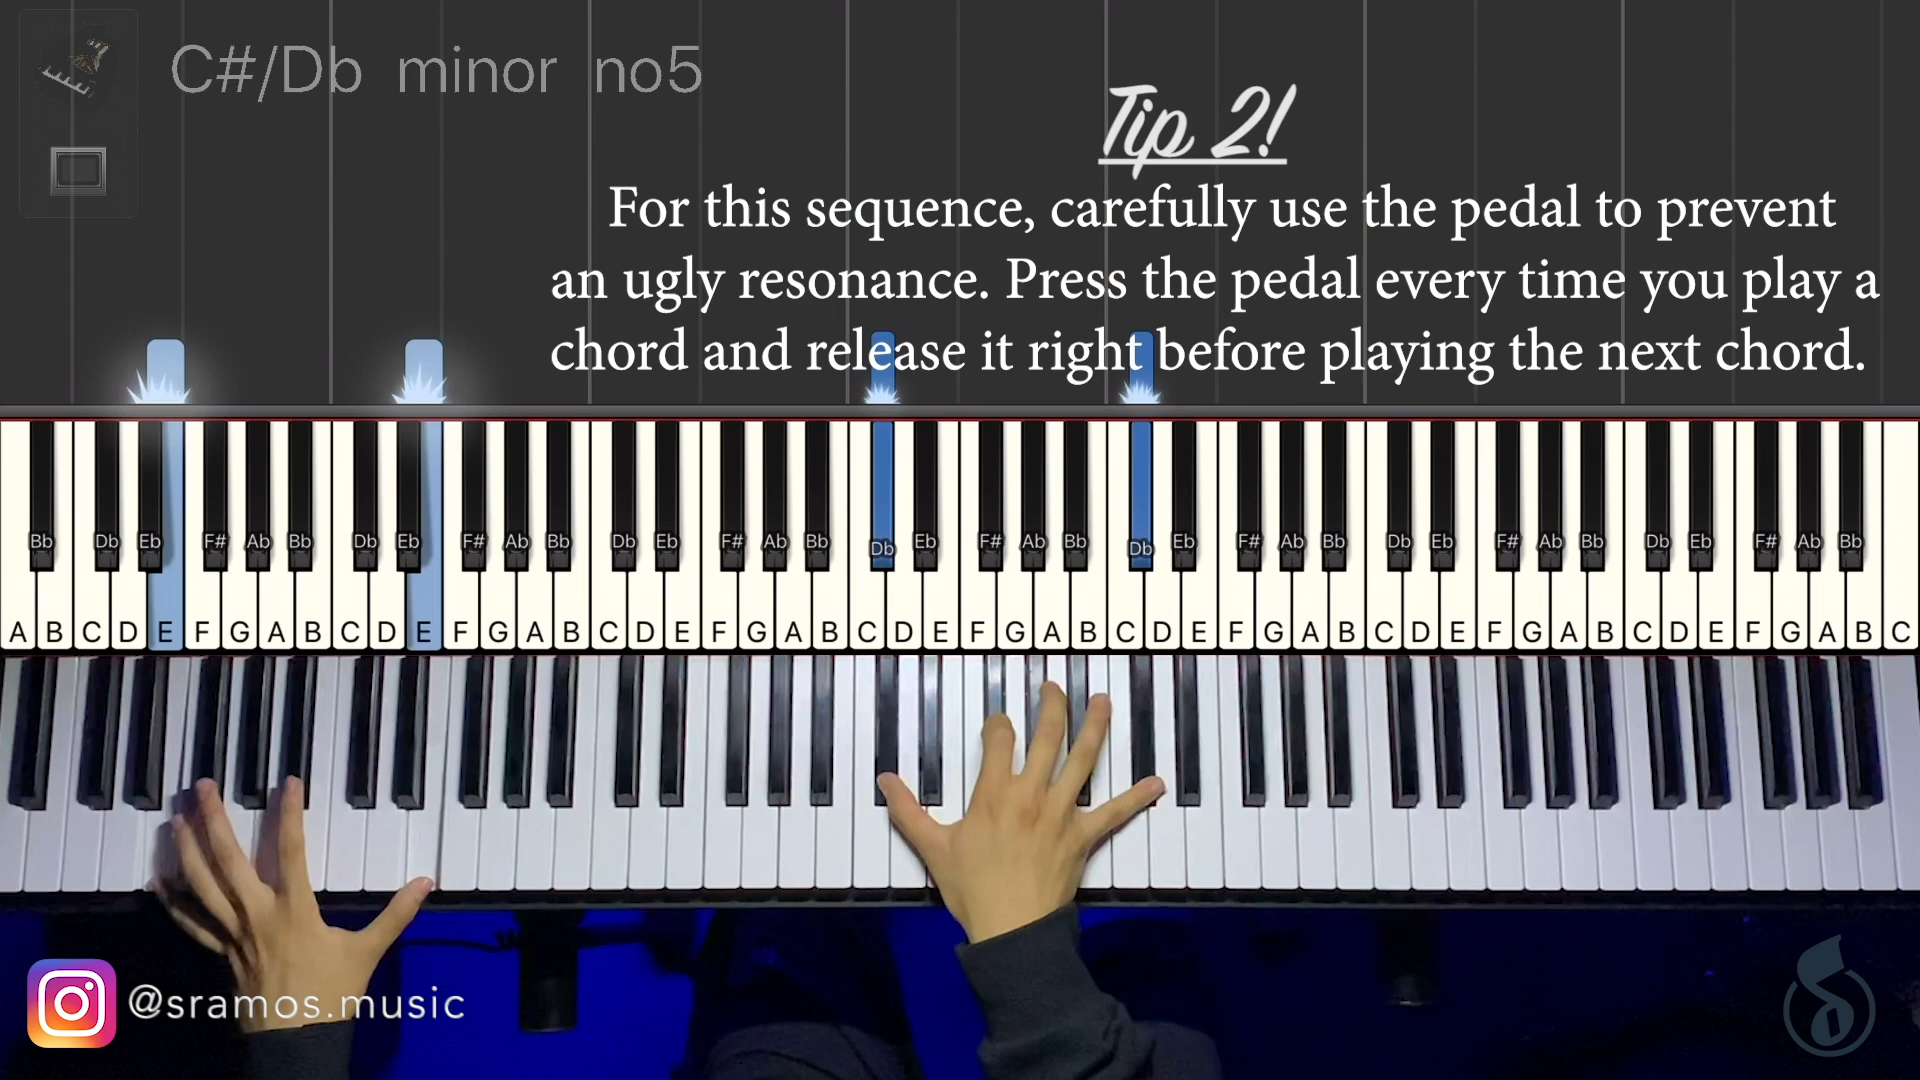 C#/Db minor no5
Tip 2!
For this sequence, carefully use the pedal to prevent
an ugly resonance. Press the pedal every time you play a
chord and release it right before playing the next chord.
Bb Db Eb F# Ab Bb Db Eb F# Ab Bb Db Eb F# Ab Bb Db Eb F# Ab Bb Db Eb F# Ab Bb Db Eb F# Ab Bb Db Eb F# Ab Bb
A B C D E F G A B C D E F G A B C D E F G A B C D E F G A B C D E F G A B C D E F G A B C D E F G A B C
@sramos.music